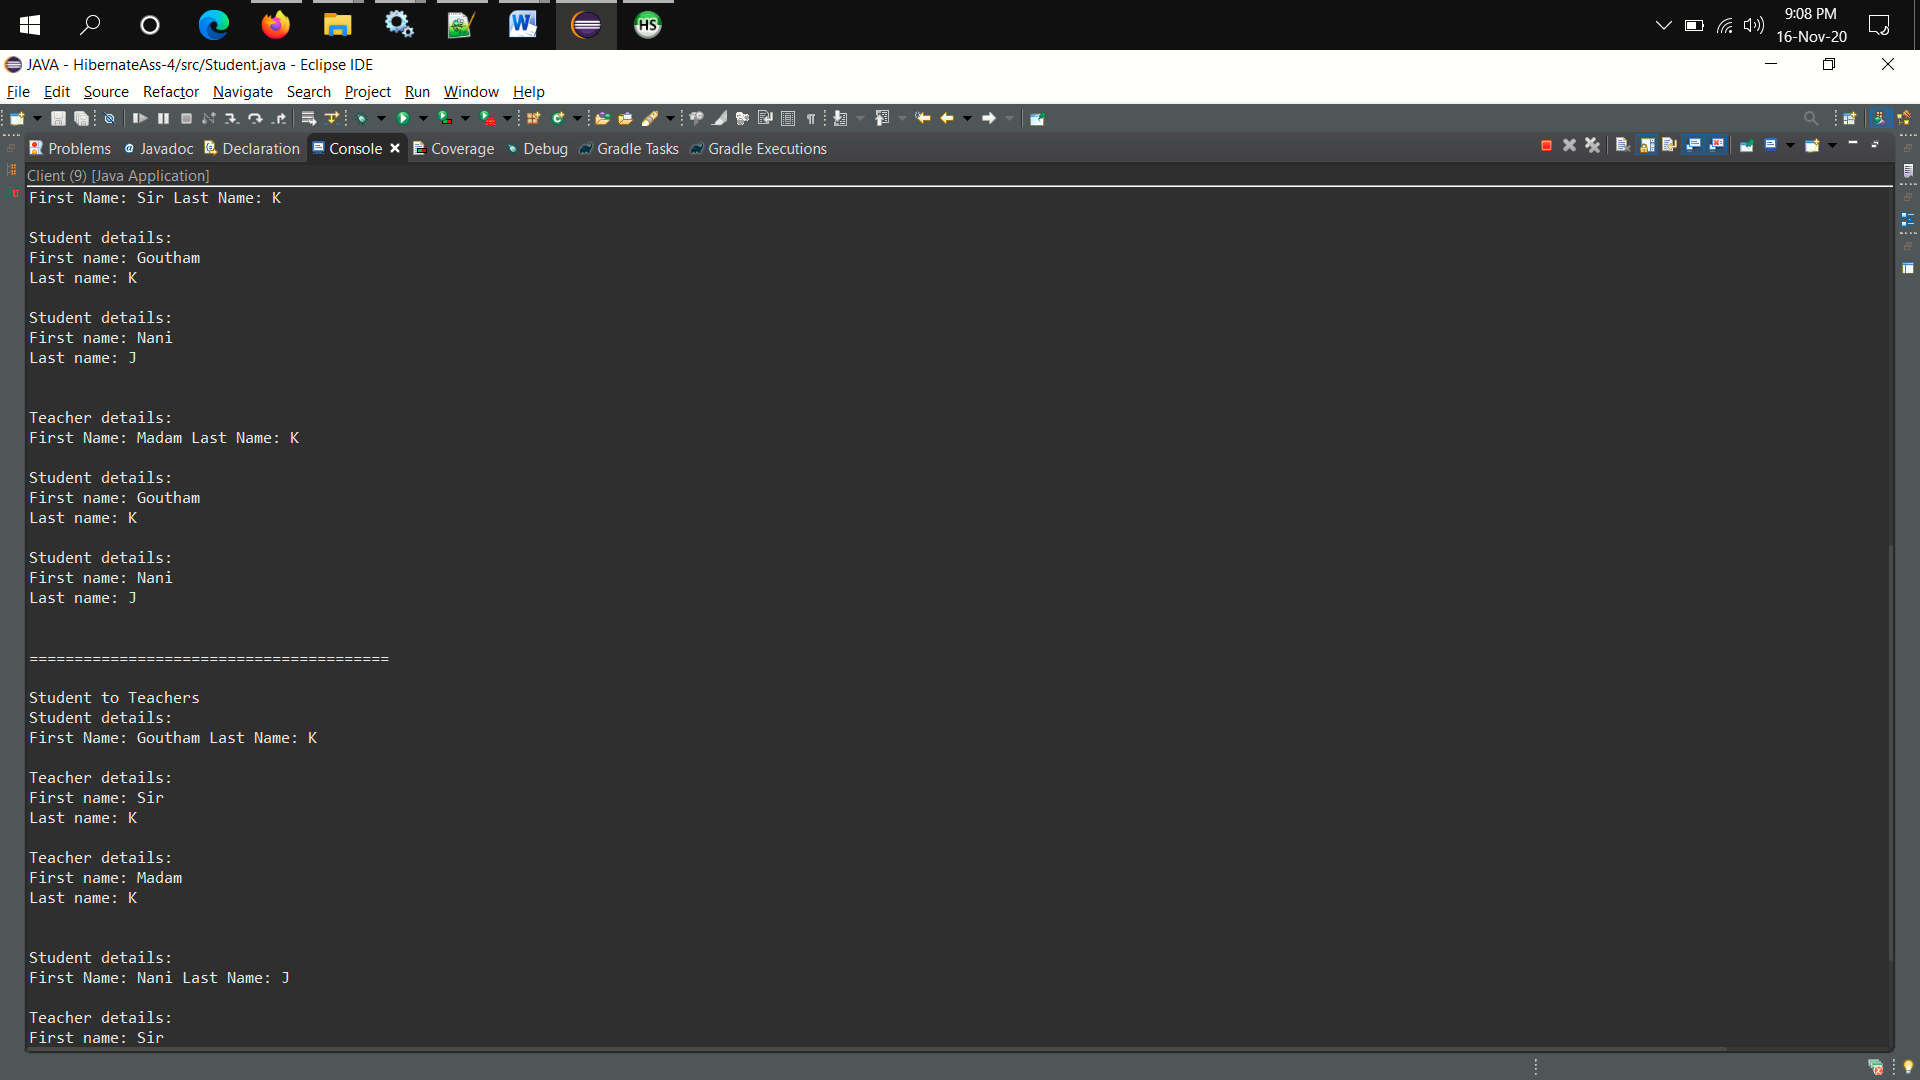 9:08 PM
16-Nov-20
HS
JAVA - HibernateAss-4/src/Student.java - Eclipse IDE
File Edit Source Refactor Navigate Search Project Run Window Help
Problems Javadoc Declaration Console Coverage Debug Gradle Tasks Gradle Executions
Client (9) [Java Application]
First Name: Sir Last Name: K
Student details:
First name: Goutham
Last name: K
Student details:
First name: Nani
Last name: J
Teacher details:
First Name: Madam Last Name: K
Student details:
First name: Goutham
Last name: K
Student details:
First name: Nani
Last name: J
========================================
Student to Teachers
Student details:
First Name: Goutham Last Name: K
Teacher details:
First name: Sir
Last name: K
Teacher details:
First name: Madam
Last name: K
Student details:
First Name: Nani Last Name: J
Teacher details:
First name: Sir